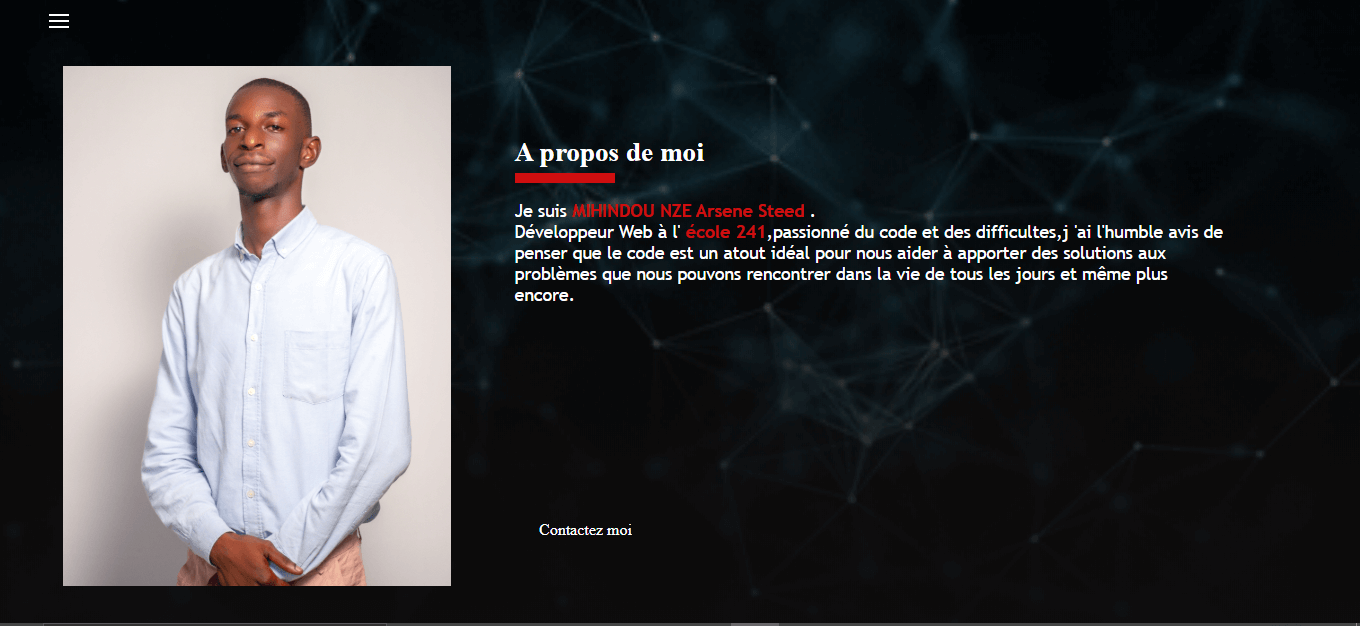 A propos de moi
Je suis MIHINDOU NZE Arsene Steed .
Développeur Web à l' école 241,passionné du code et des difficultes,j 'ai l'humble avis de
penser que le code est un atout idéal pour nous aider à apporter des solutions aux
problèmes que nous pouvons rencontrer dans la vie de tous les jours et même plus
encore.
Contactez moi